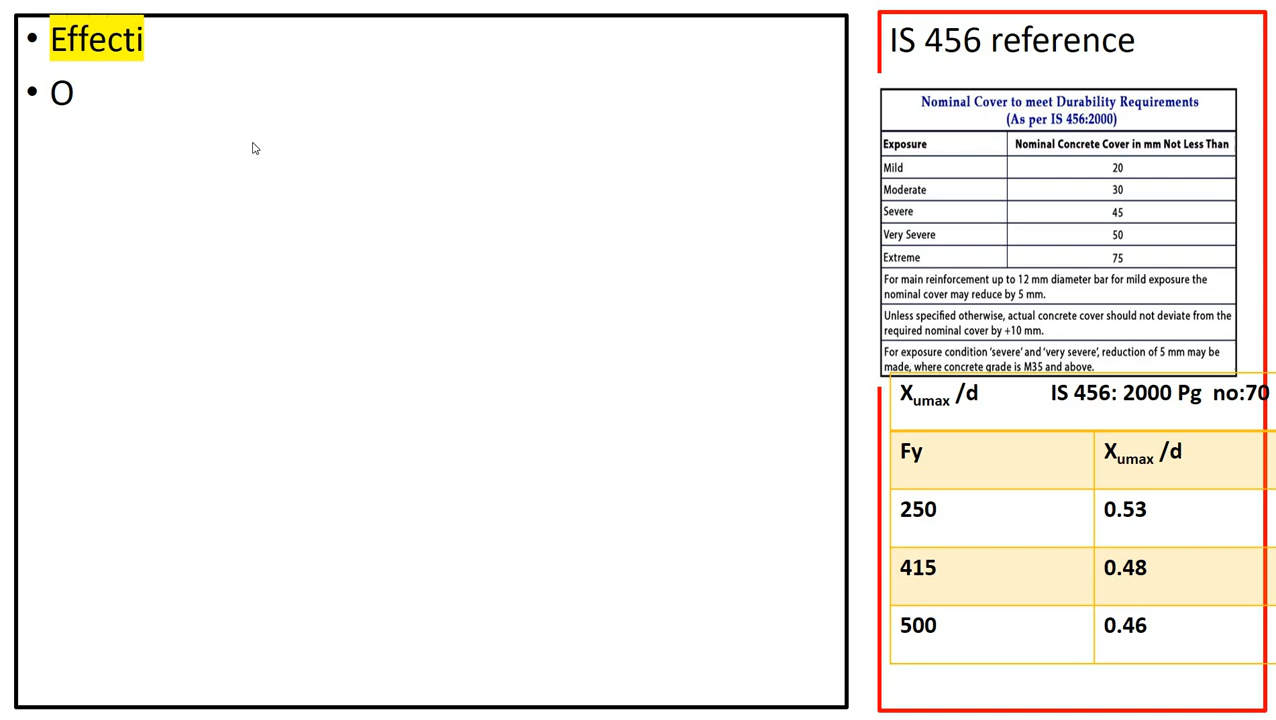 • Effecti
• O
IS 456 reference
Nominal Cover to meet Durability Requirements
(As per IS 456:2000)
Exposure Nominal Concrete Cover in mm Not Less Than
Mild 20
Moderate 30
Severe 45
Very Severe 50
Extreme 75
For main reinforcement up to 12 mm diameter bar for mild exposure the
nominal cover may reduce by 5 mm.
Unless specified otherwise, actual concrete cover should not deviate from the
required nominal cover by +10 mm.
For exposure condition ‘severe’ and ‘very severe’, reduction of 5 mm may be
made, where concrete grade is M35 and above.
Xumax /d IS 456: 2000 Pg no:70
Fy Xumax /d
250 0.53
415 0.48
500 0.46